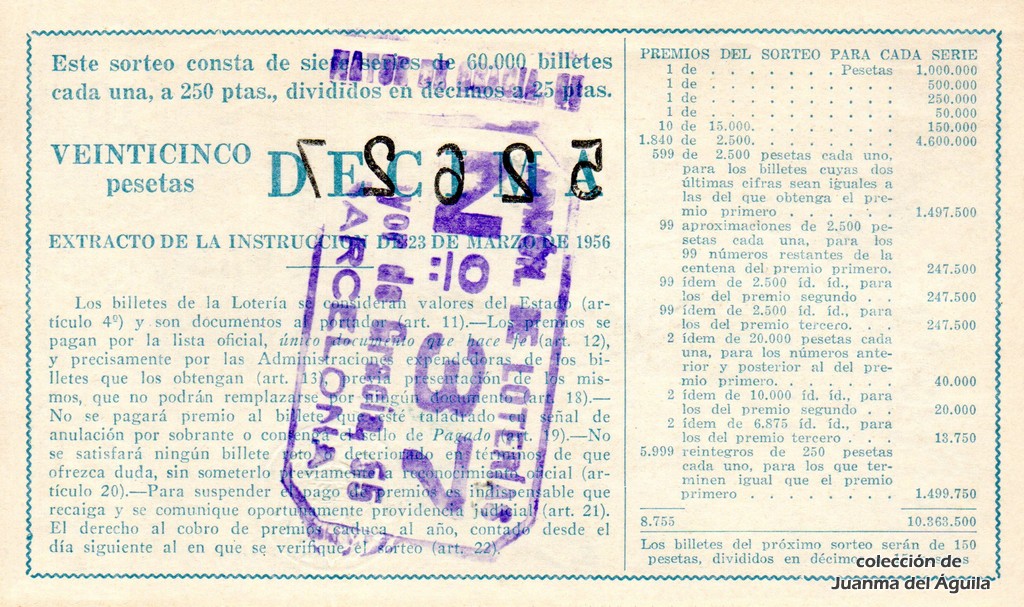 Este sorteo consta de siete series de 60.000 billetes
cada una, a 250 ptas., divididos en décimos a 25 ptas.
VEINTICINCO
pesetas
DECIMA
52627
EXTRACTO DE LA INSTRUCCION DE 23 DE MARZO DE 1956
Los billetes de la Lotería se consideran valores del Estado (ar-
tículo 4º) y son documentos al portador (art. 11).—Los premios se
pagan por la lista oficial, único documento que hace fe (art. 12),
y precisamente por las Administraciones expendedoras de los bi-
lletes que los obtengan (art. 13), previa presentación de los mis-
mos, que no podrán remplazarse por ningún documento (art. 18).—
No se pagará premio al billete que esté taladrado en señal de
anulación por sobrante o contenga el sello de Pagado (art. 19).—No
se satisfará ningún billete roto o deteriorado en términos de que
ofrezca duda, sin someterlo previamente a reconocimiento oficial (ar-
tículo 20).—Para suspender el pago de premios es indispensable que
recaiga y se comunique oportunamente providencia judicial (art. 21).
El derecho al cobro de premios caduca al año, contado desde el
día siguiente al en que se verifique el sorteo (art. 22).
MAYOR DE GRACIA
ADMÓN. DE LOTERÍAS
Nº 37
Mayor de Gracia, 55
BARCELONA
PREMIOS DEL SORTEO PARA CADA SERIE
1 de . . . . . . . . Pesetas 1.000.000
1 de . . . . . . . . 500.000
1 de . . . . . . . . 250.000
1 de . . . . . . . . 50.000
10 de 15.000. . . . . . . . 150.000
1.840 de 2.500. . . . . . . . 4.600.000
599 de 2.500 pesetas cada uno,
para los billetes cuyas dos
últimas cifras sean iguales a
las del que obtenga el pre-
mio primero . . . . . . . 1.497.500
99 aproximaciones de 2.500 pe-
setas cada una, para los
99 números restantes de la
centena del premio primero. 247.500
99 ídem de 2.500 íd. íd., para
los del premio segundo . . 247.500
99 ídem de 2.500 íd. íd., para
los del premio tercero. . . 247.500
2 ídem de 20.000 pesetas cada
una, para los números ante-
rior y posterior al del pre-
mio primero. . . . . . . 40.000
2 ídem de 10.000 íd. íd., para
los del premio segundo . . 20.000
2 ídem de 6.875 íd. íd., para
los del premio tercero . . . 13.750
5.999 reintegros de 250 pesetas
cada uno, para los que ter-
minen igual que el premio
primero . . . . . . . . 1.499.750
8.755 10.363.500
Los billetes del próximo sorteo serán de 150
pesetas, divididos en décimos
colección de
Juanma del Águila